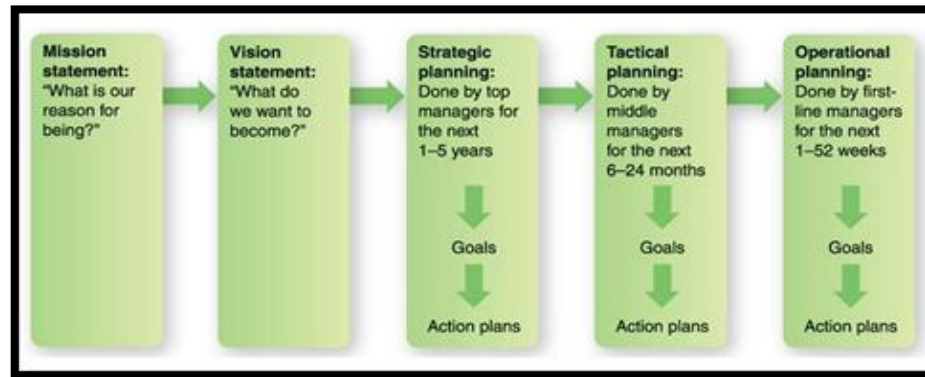 Mission
statement:
“What is our
reason for
being?”
Vision
statement:
“What do
we want to
become?”
Strategic
planning:
Done by top
managers for
the next
1–5 years
Goals
Action plans
Tactical
planning:
Done by
middle
managers
for the next
6–24 months
Goals
Action plans
Operational
planning:
Done by first-
line managers
for the next
1–52 weeks
Goals
Action plans